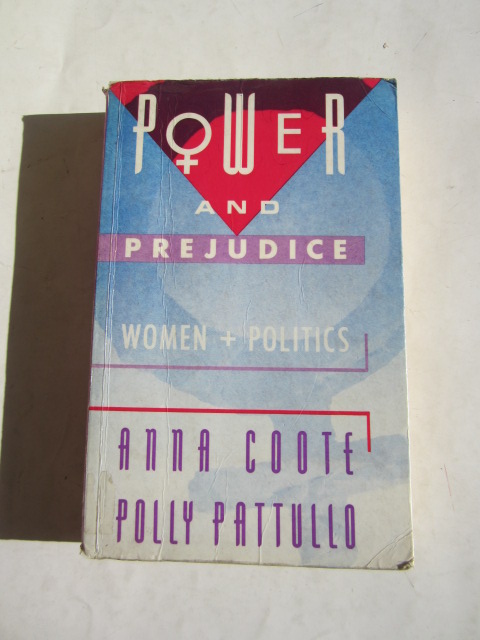 POWER
AND
PREJUDICE
WOMEN + POLITICS
ANNA COOTE
POLLY PATTULLO